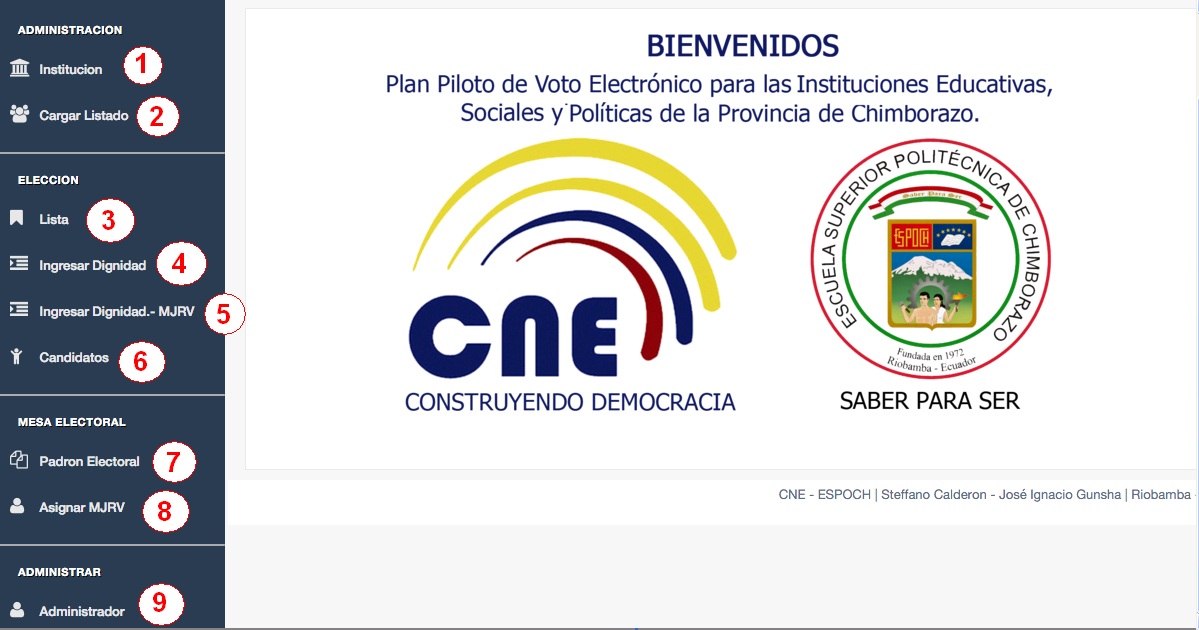 ADMINISTRACION
Institucion 1
Cargar Listado 2
ELECCION
Lista 3
Ingresar Dignidad 4
Ingresar Dignidad.- MJRV 5
Candidatos 6
MESA ELECTORAL
Padron Electoral 7
Asignar MJRV 8
ADMINISTRAR
Administrador 9
BIENVENIDOS
Plan Piloto de Voto Electrónico para las Instituciones Educativas,
Sociales y Políticas de la Provincia de Chimborazo.
CNE
CONSTRUYENDO DEMOCRACIA
ESCUELA SUPERIOR POLITÉCNICA DE CHIMBORAZO
Saber Para Ser
ESPOCH
Fundada en 1972
Riobamba - Ecuador
SABER PARA SER
CNE - ESPOCH | Steffano Calderon - José Ignacio Gunsha | Riobamba -